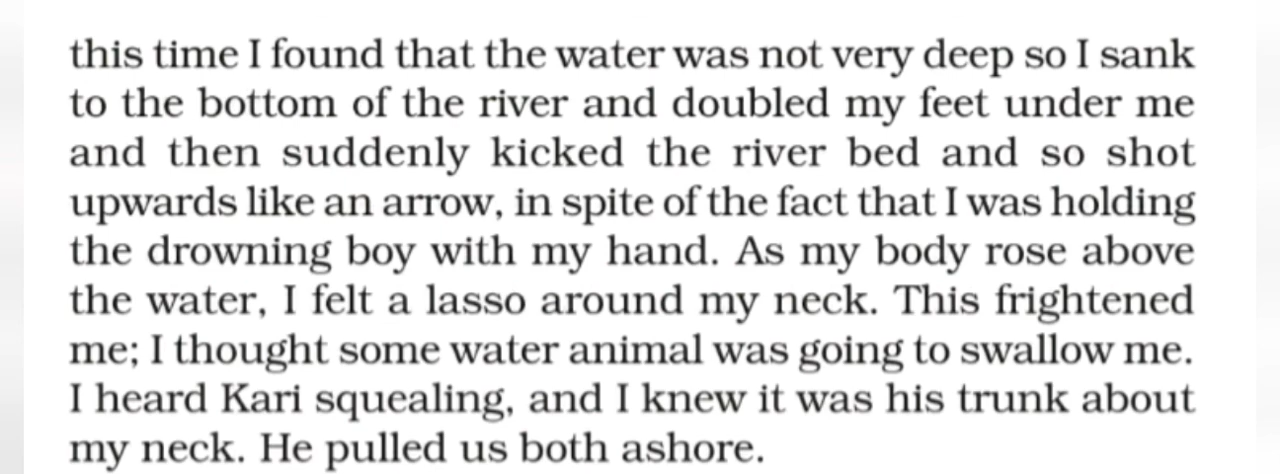 this time I found that the water was not very deep so I sank
to the bottom of the river and doubled my feet under me
and then suddenly kicked the river bed and so shot
upwards like an arrow, in spite of the fact that I was holding
the drowning boy with my hand. As my body rose above
the water, I felt a lasso around my neck. This frightened
me; I thought some water animal was going to swallow me.
I heard Kari squealing, and I knew it was his trunk about
my neck. He pulled us both ashore.